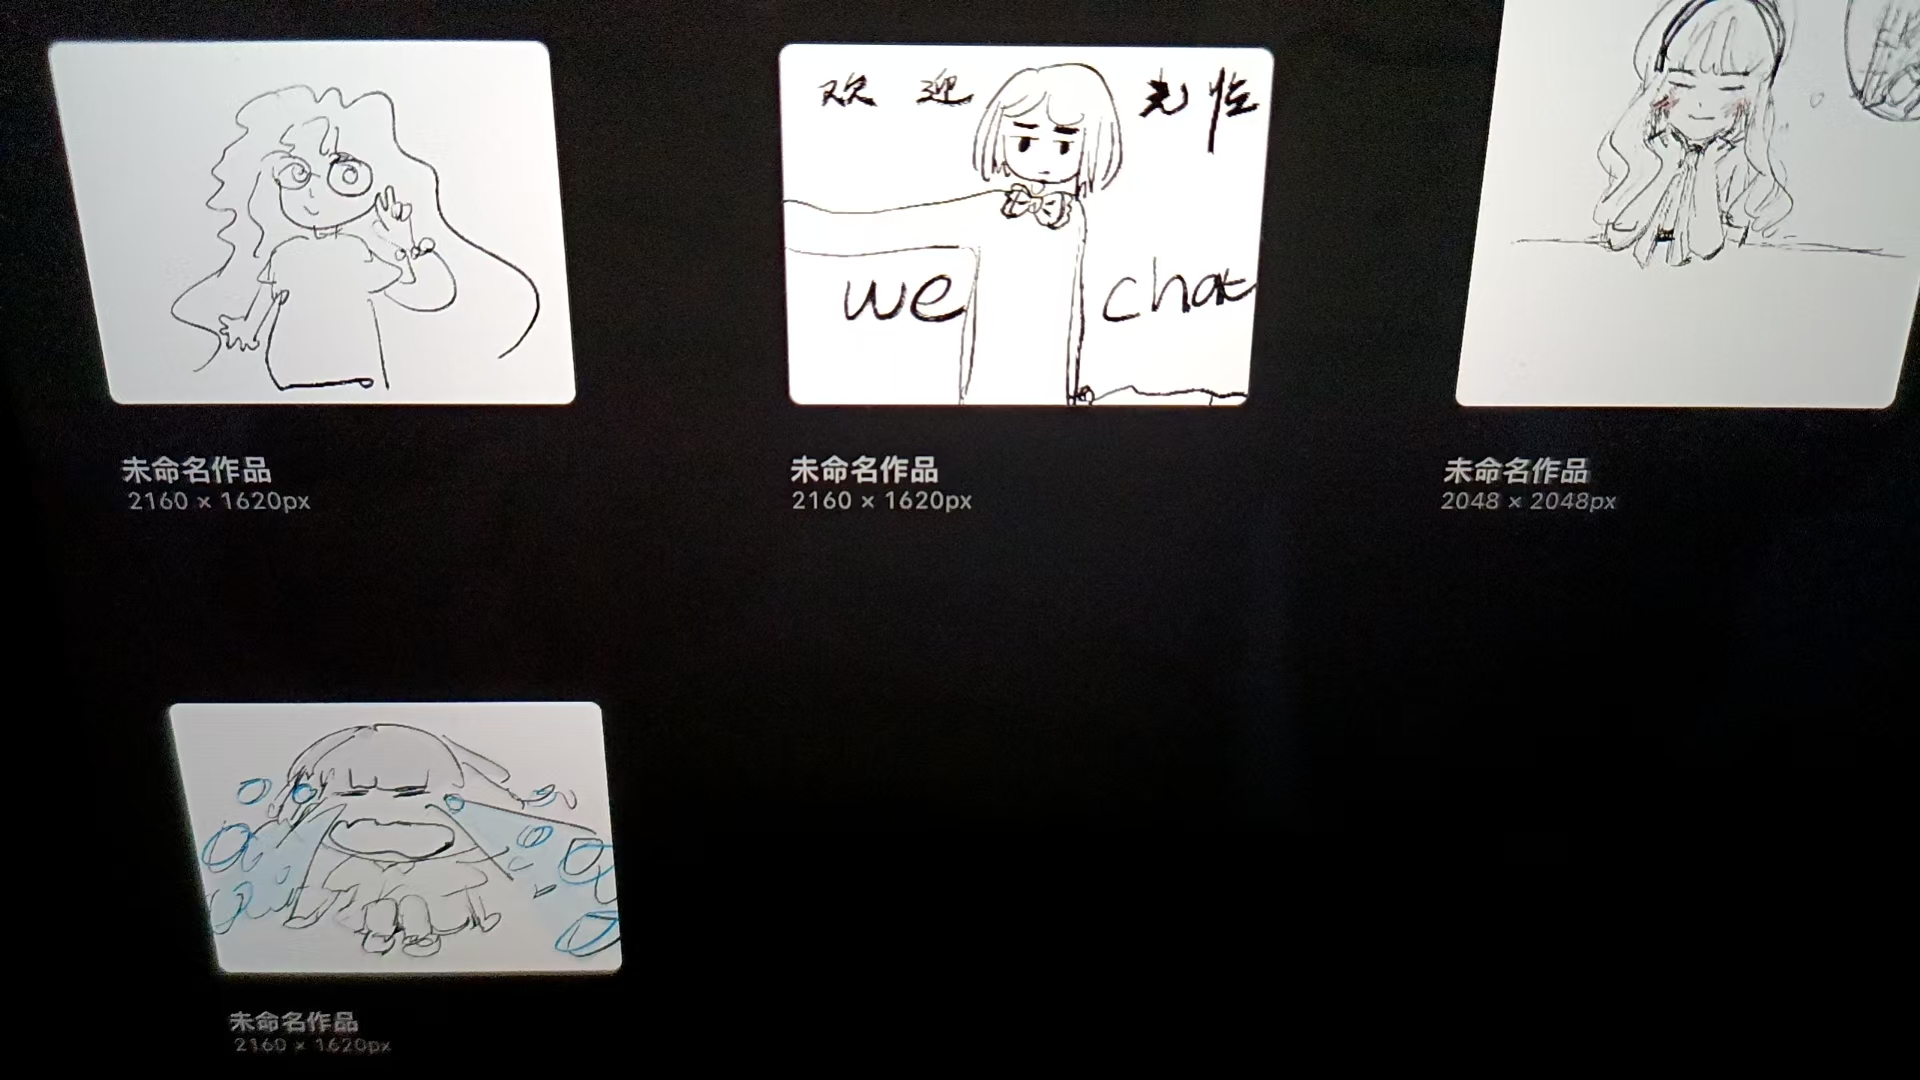 欢 迎 光 临
we chat
未命名作品
2160 × 1620px
未命名作品
2160 × 1620px
未命名作品
2048 × 2048px
未命名作品
2160 × 1620px